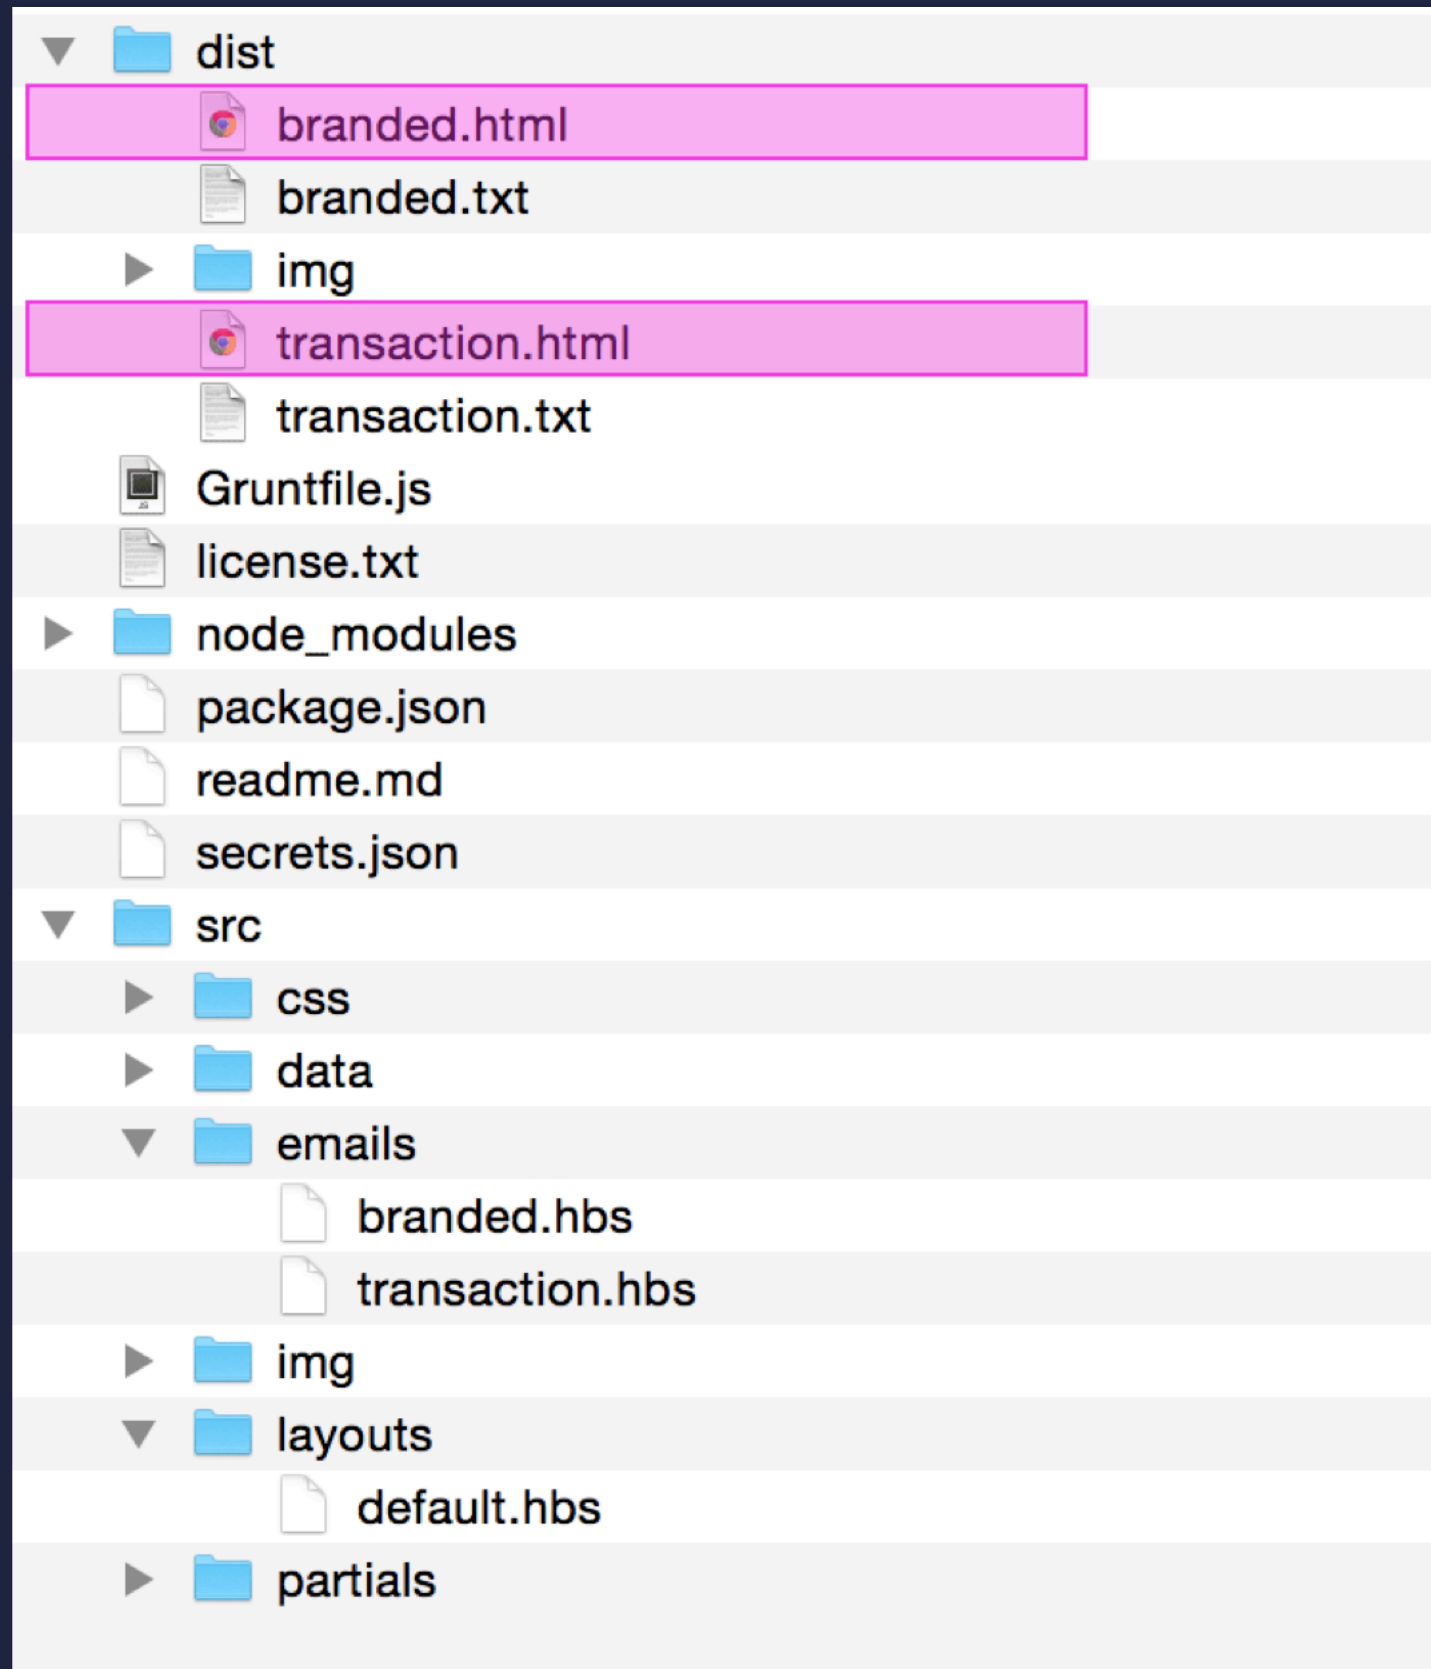 dist
branded.html
branded.txt
img
transaction.html
transaction.txt
Gruntfile.js
license.txt
node_modules
package.json
readme.md
secrets.json
src
css
data
emails
branded.hbs
transaction.hbs
img
layouts
default.hbs
partials